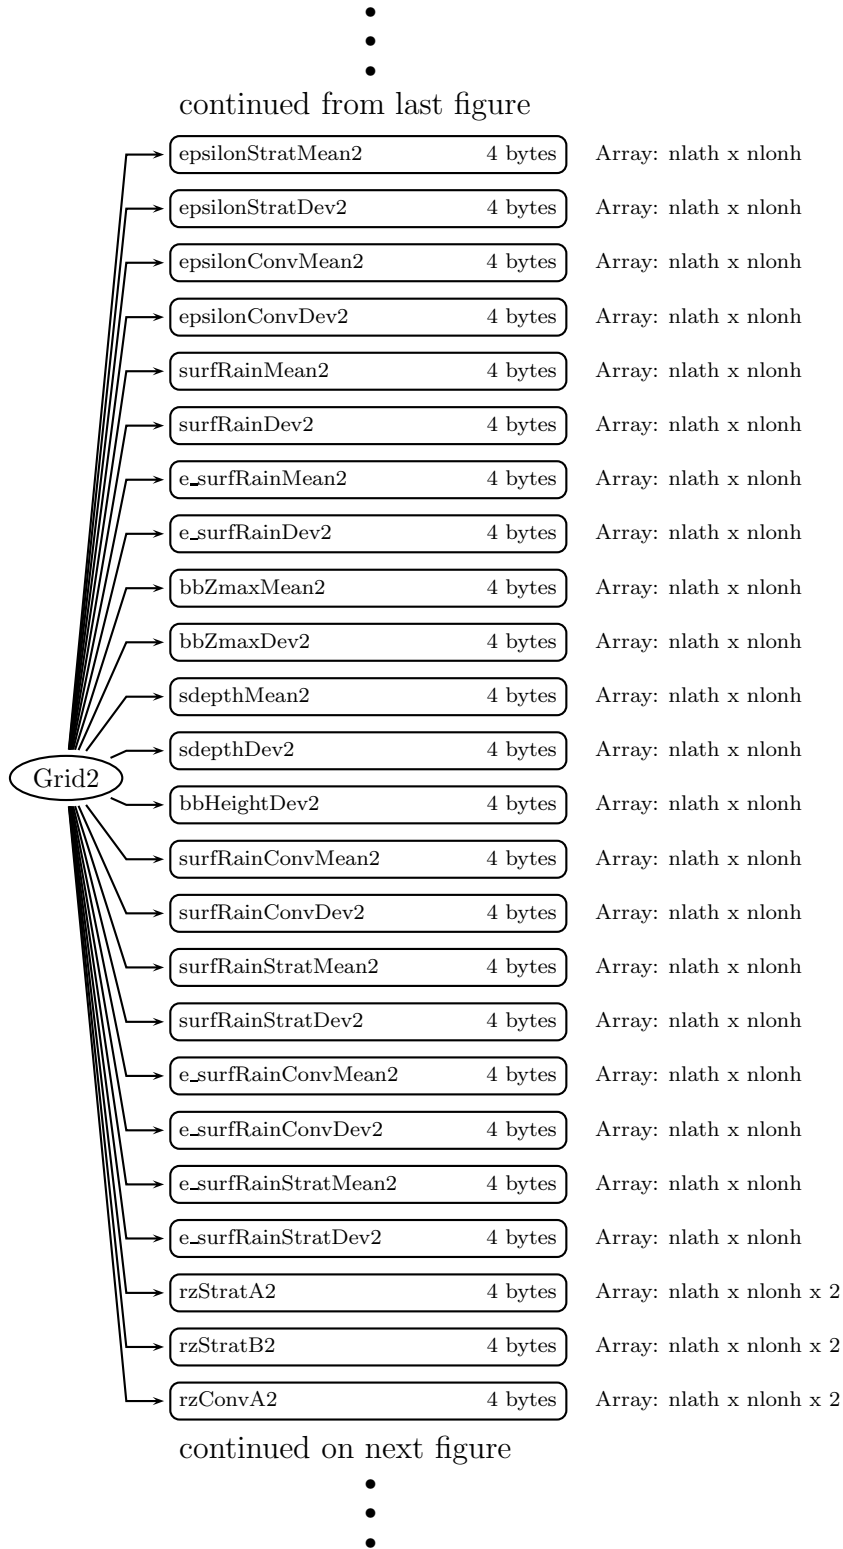 continued from last figure
epsilonStratMean2 4 bytes Array: nlath x nlonh
epsilonStratDev2 4 bytes Array: nlath x nlonh
epsilonConvMean2 4 bytes Array: nlath x nlonh
epsilonConvDev2 4 bytes Array: nlath x nlonh
surfRainMean2 4 bytes Array: nlath x nlonh
surfRainDev2 4 bytes Array: nlath x nlonh
e_surfRainMean2 4 bytes Array: nlath x nlonh
e_surfRainDev2 4 bytes Array: nlath x nlonh
bbZmaxMean2 4 bytes Array: nlath x nlonh
bbZmaxDev2 4 bytes Array: nlath x nlonh
sdepthMean2 4 bytes Array: nlath x nlonh
sdepthDev2 4 bytes Array: nlath x nlonh
Grid2
bbHeightDev2 4 bytes Array: nlath x nlonh
surfRainConvMean2 4 bytes Array: nlath x nlonh
surfRainConvDev2 4 bytes Array: nlath x nlonh
surfRainStratMean2 4 bytes Array: nlath x nlonh
surfRainStratDev2 4 bytes Array: nlath x nlonh
e_surfRainConvMean2 4 bytes Array: nlath x nlonh
e_surfRainConvDev2 4 bytes Array: nlath x nlonh
e_surfRainStratMean2 4 bytes Array: nlath x nlonh
e_surfRainStratDev2 4 bytes Array: nlath x nlonh
rzStratA2 4 bytes Array: nlath x nlonh x 2
rzStratB2 4 bytes Array: nlath x nlonh x 2
rzConvA2 4 bytes Array: nlath x nlonh x 2
continued on next figure